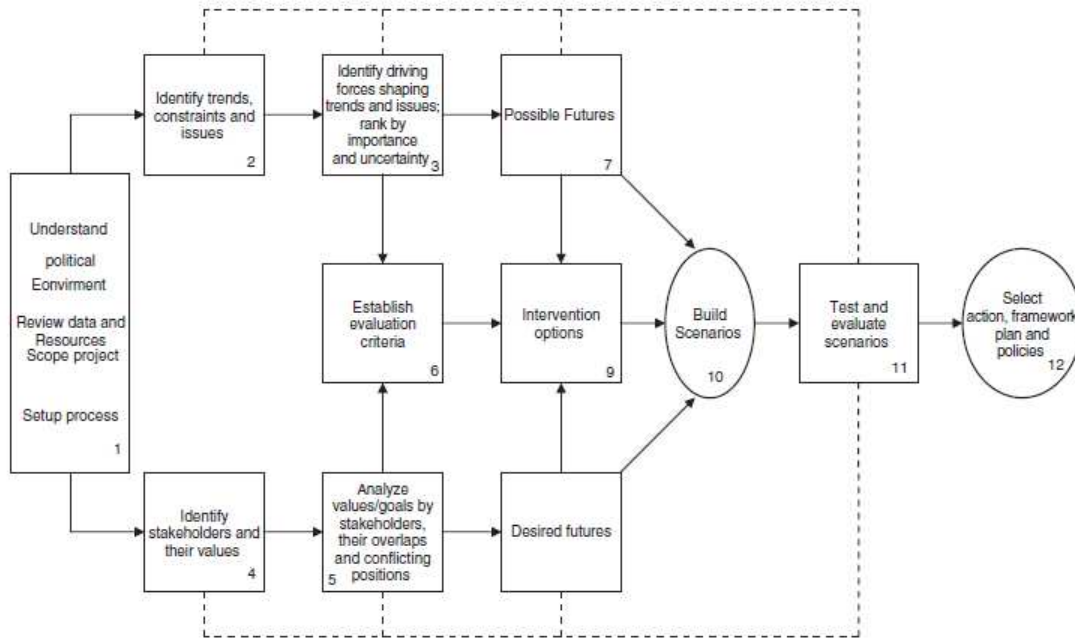 Understand
political
Eonvirment
Review data and
Resources
Scope project
Setup process
1
Identify trends,
constraints and
issues
2
Identify driving
forces shaping
trends and issues;
rank by
importance
and uncertainty
3
Identify
stakeholders and
their values
4
Analyze
values/goals by
stakeholders,
their overlaps
and conflicting
positions
5
Establish
evaluation
criteria
6
Possible Futures
7
Desired futures
Intervention
options
9
Build
Scenarios
10
Test and
evaluate
scenarios
11
Select
action, framework
plan and
policies
12